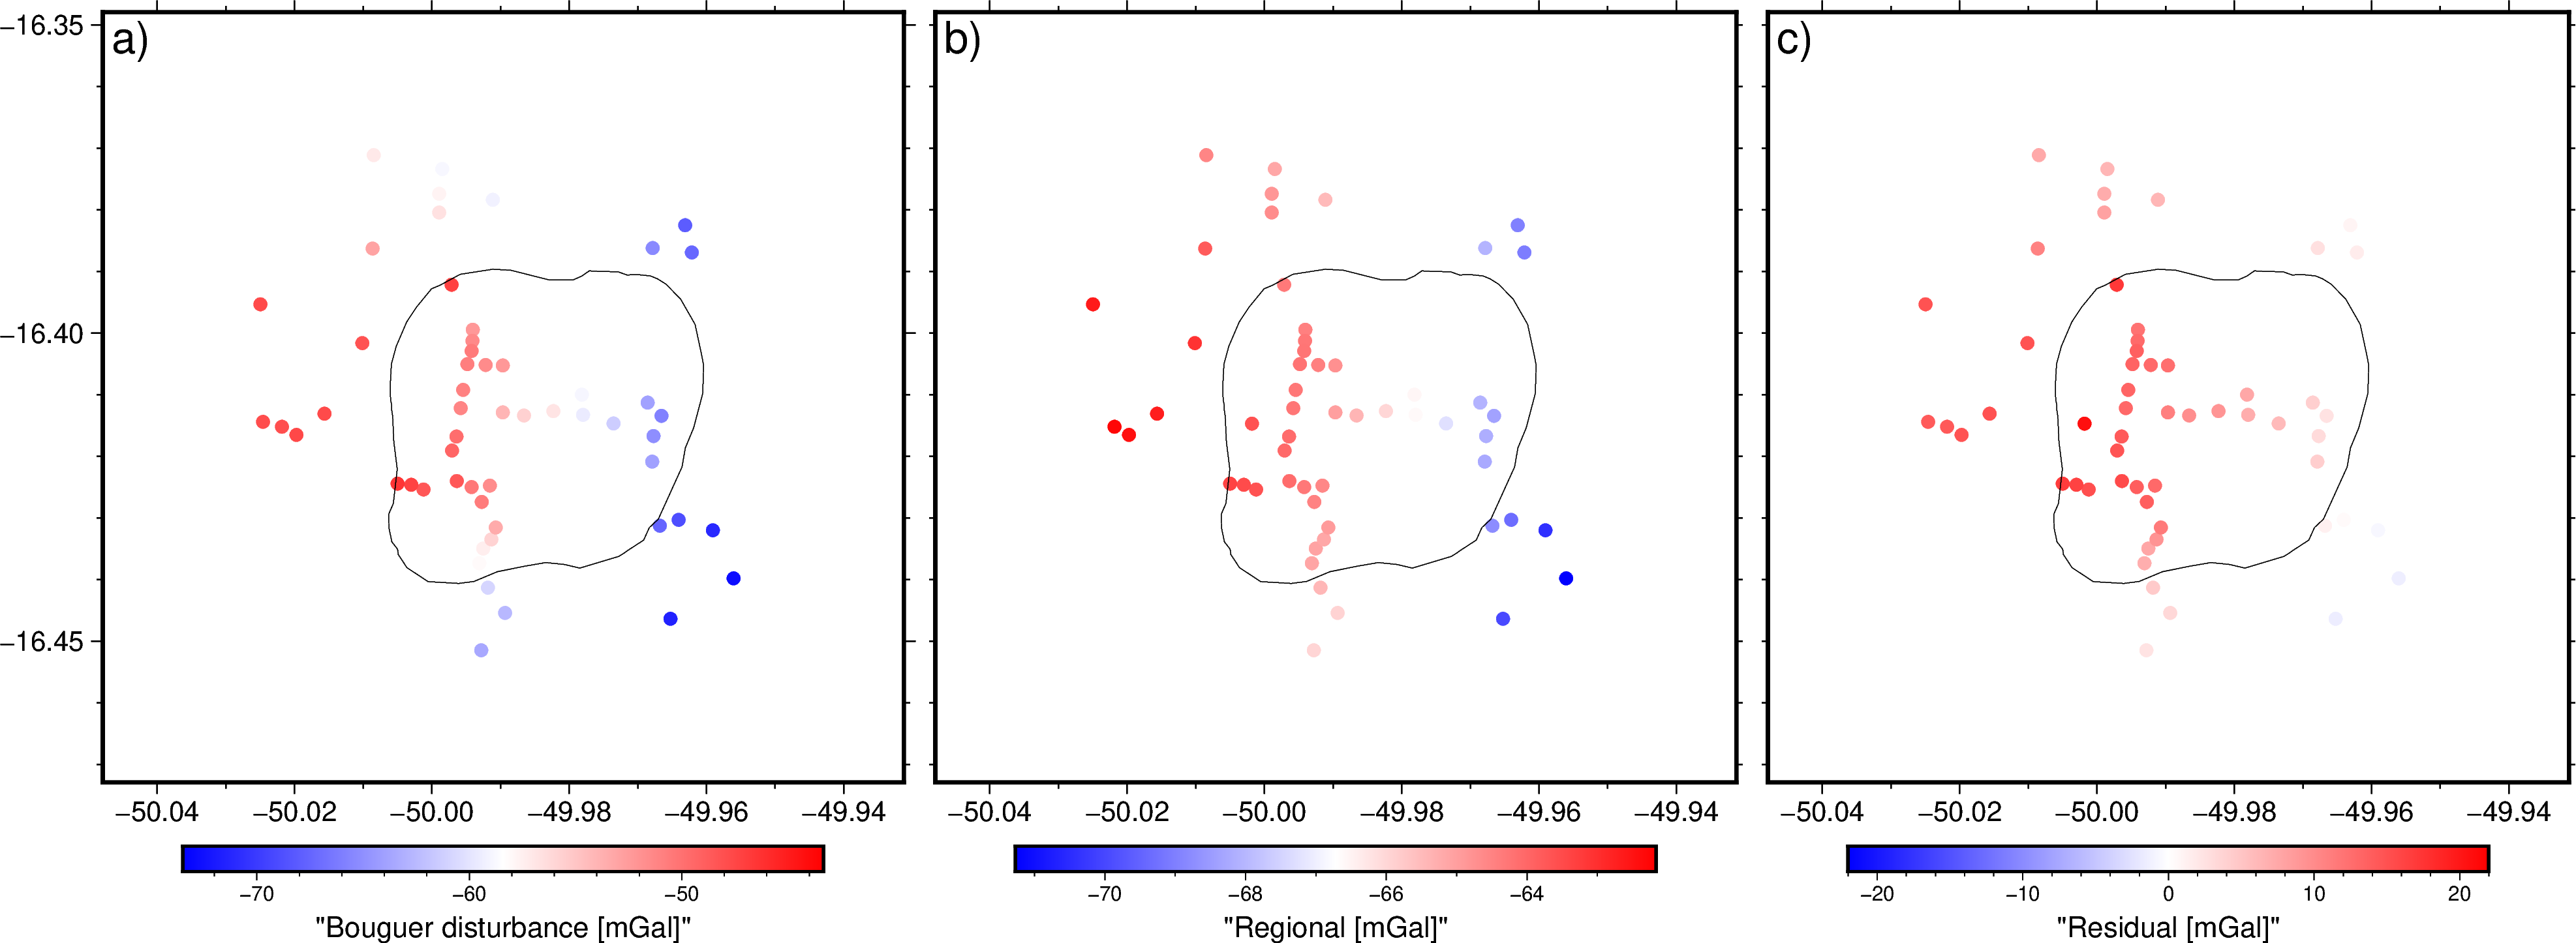 a)
b)
c)
−16.35
−16.40
−16.45
−50.04 −50.02 −50.00 −49.98 −49.96 −49.94
−50.04 −50.02 −50.00 −49.98 −49.96 −49.94
−50.04 −50.02 −50.00 −49.98 −49.96 −49.94
−70 −60 −50
−70 −68 −66 −64
−20 −10 0 10 20
"Bouguer disturbance [mGal]"
"Regional [mGal]"
"Residual [mGal]"